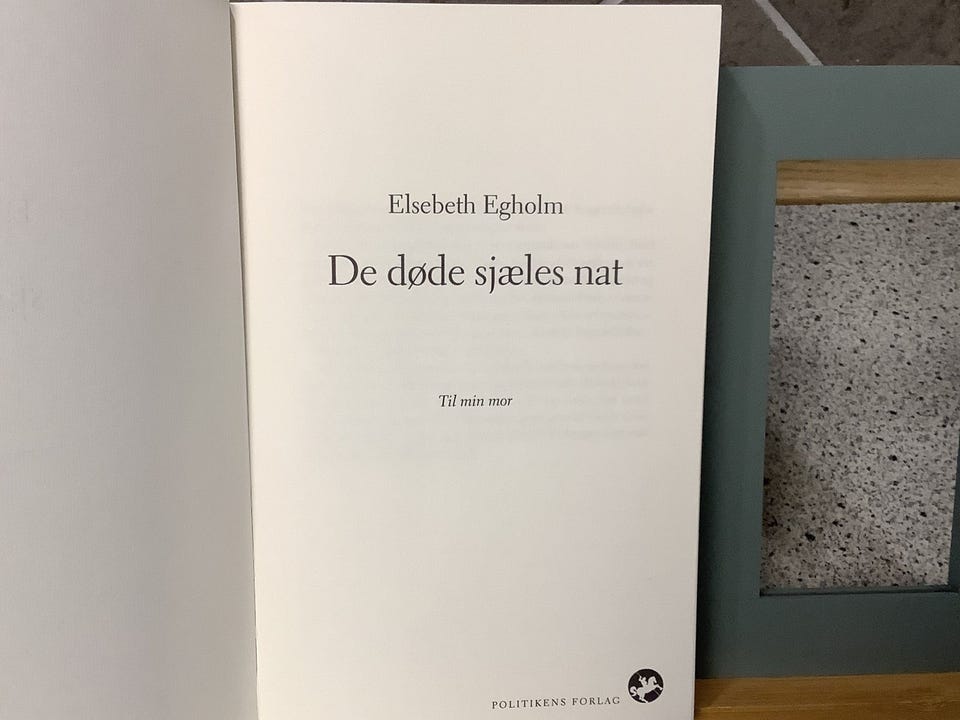 Elsebeth Egholm
De døde sjæles nat
Til min mor
POLITIKENS FORLAG